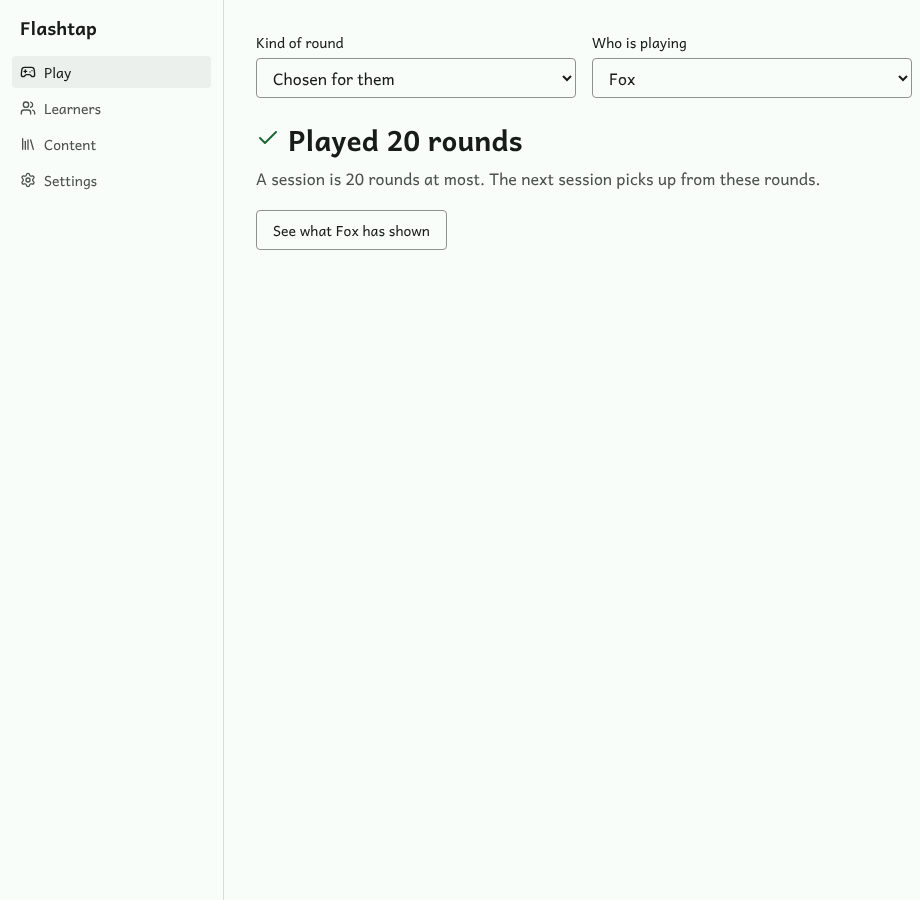 Flashtap
Play
Learners
Content
Settings
Kind of round
Who is playing
Chosen for them
Fox
Played 20 rounds
A session is 20 rounds at most. The next session picks up from these rounds.
See what Fox has shown